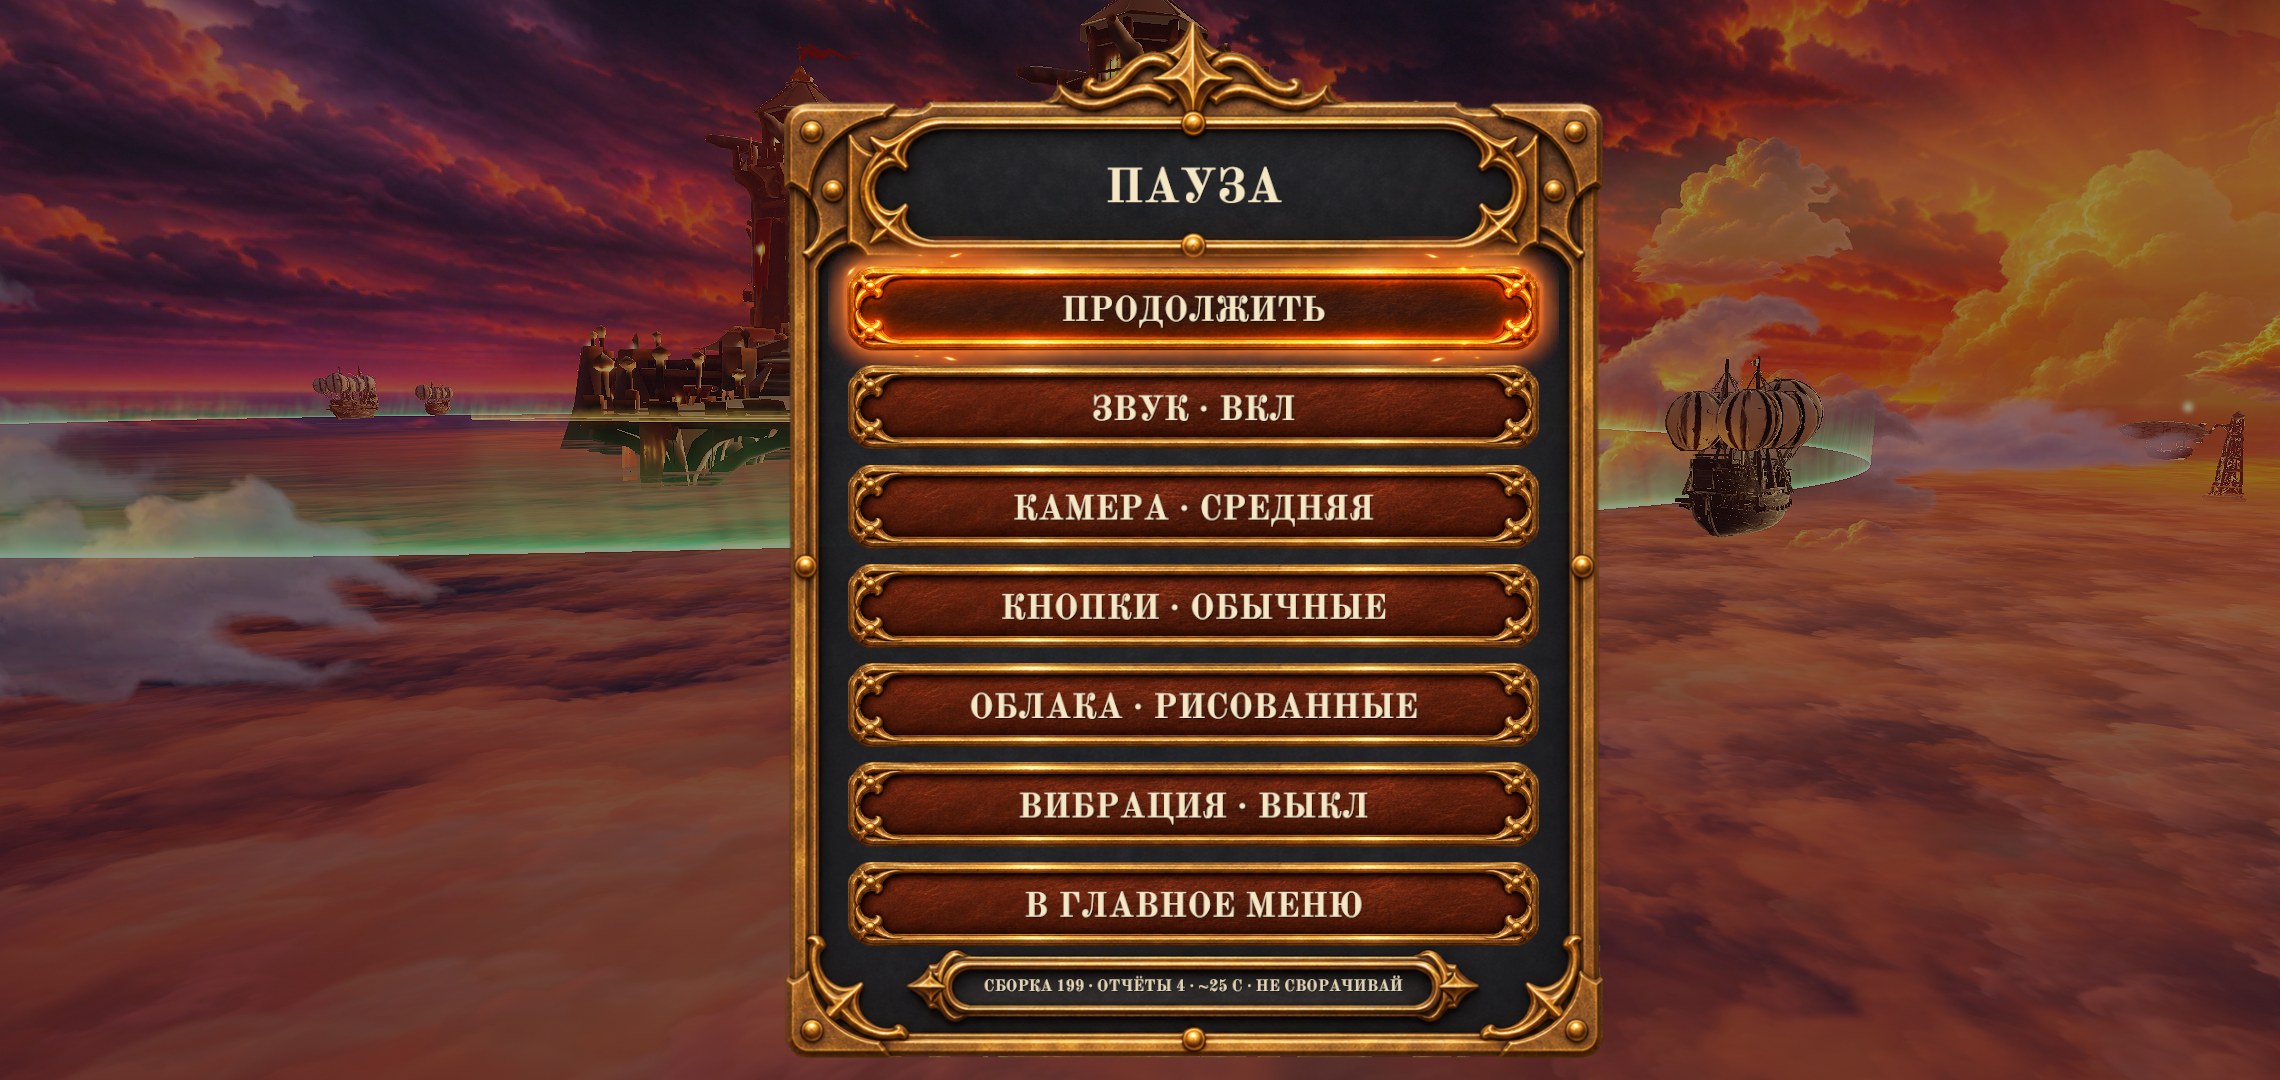 ПАУЗА
ПРОДОЛЖИТЬ
ЗВУК · ВКЛ
КАМЕРА · СРЕДНЯЯ
КНОПКИ · ОБЫЧНЫЕ
ОБЛАКА · РИСОВАННЫЕ
ВИБРАЦИЯ · ВЫКЛ
В ГЛАВНОЕ МЕНЮ
СБОРКА 199 · ОТЧЁТЫ 4 · ~25 С · НЕ СВОРАЧИВАЙ